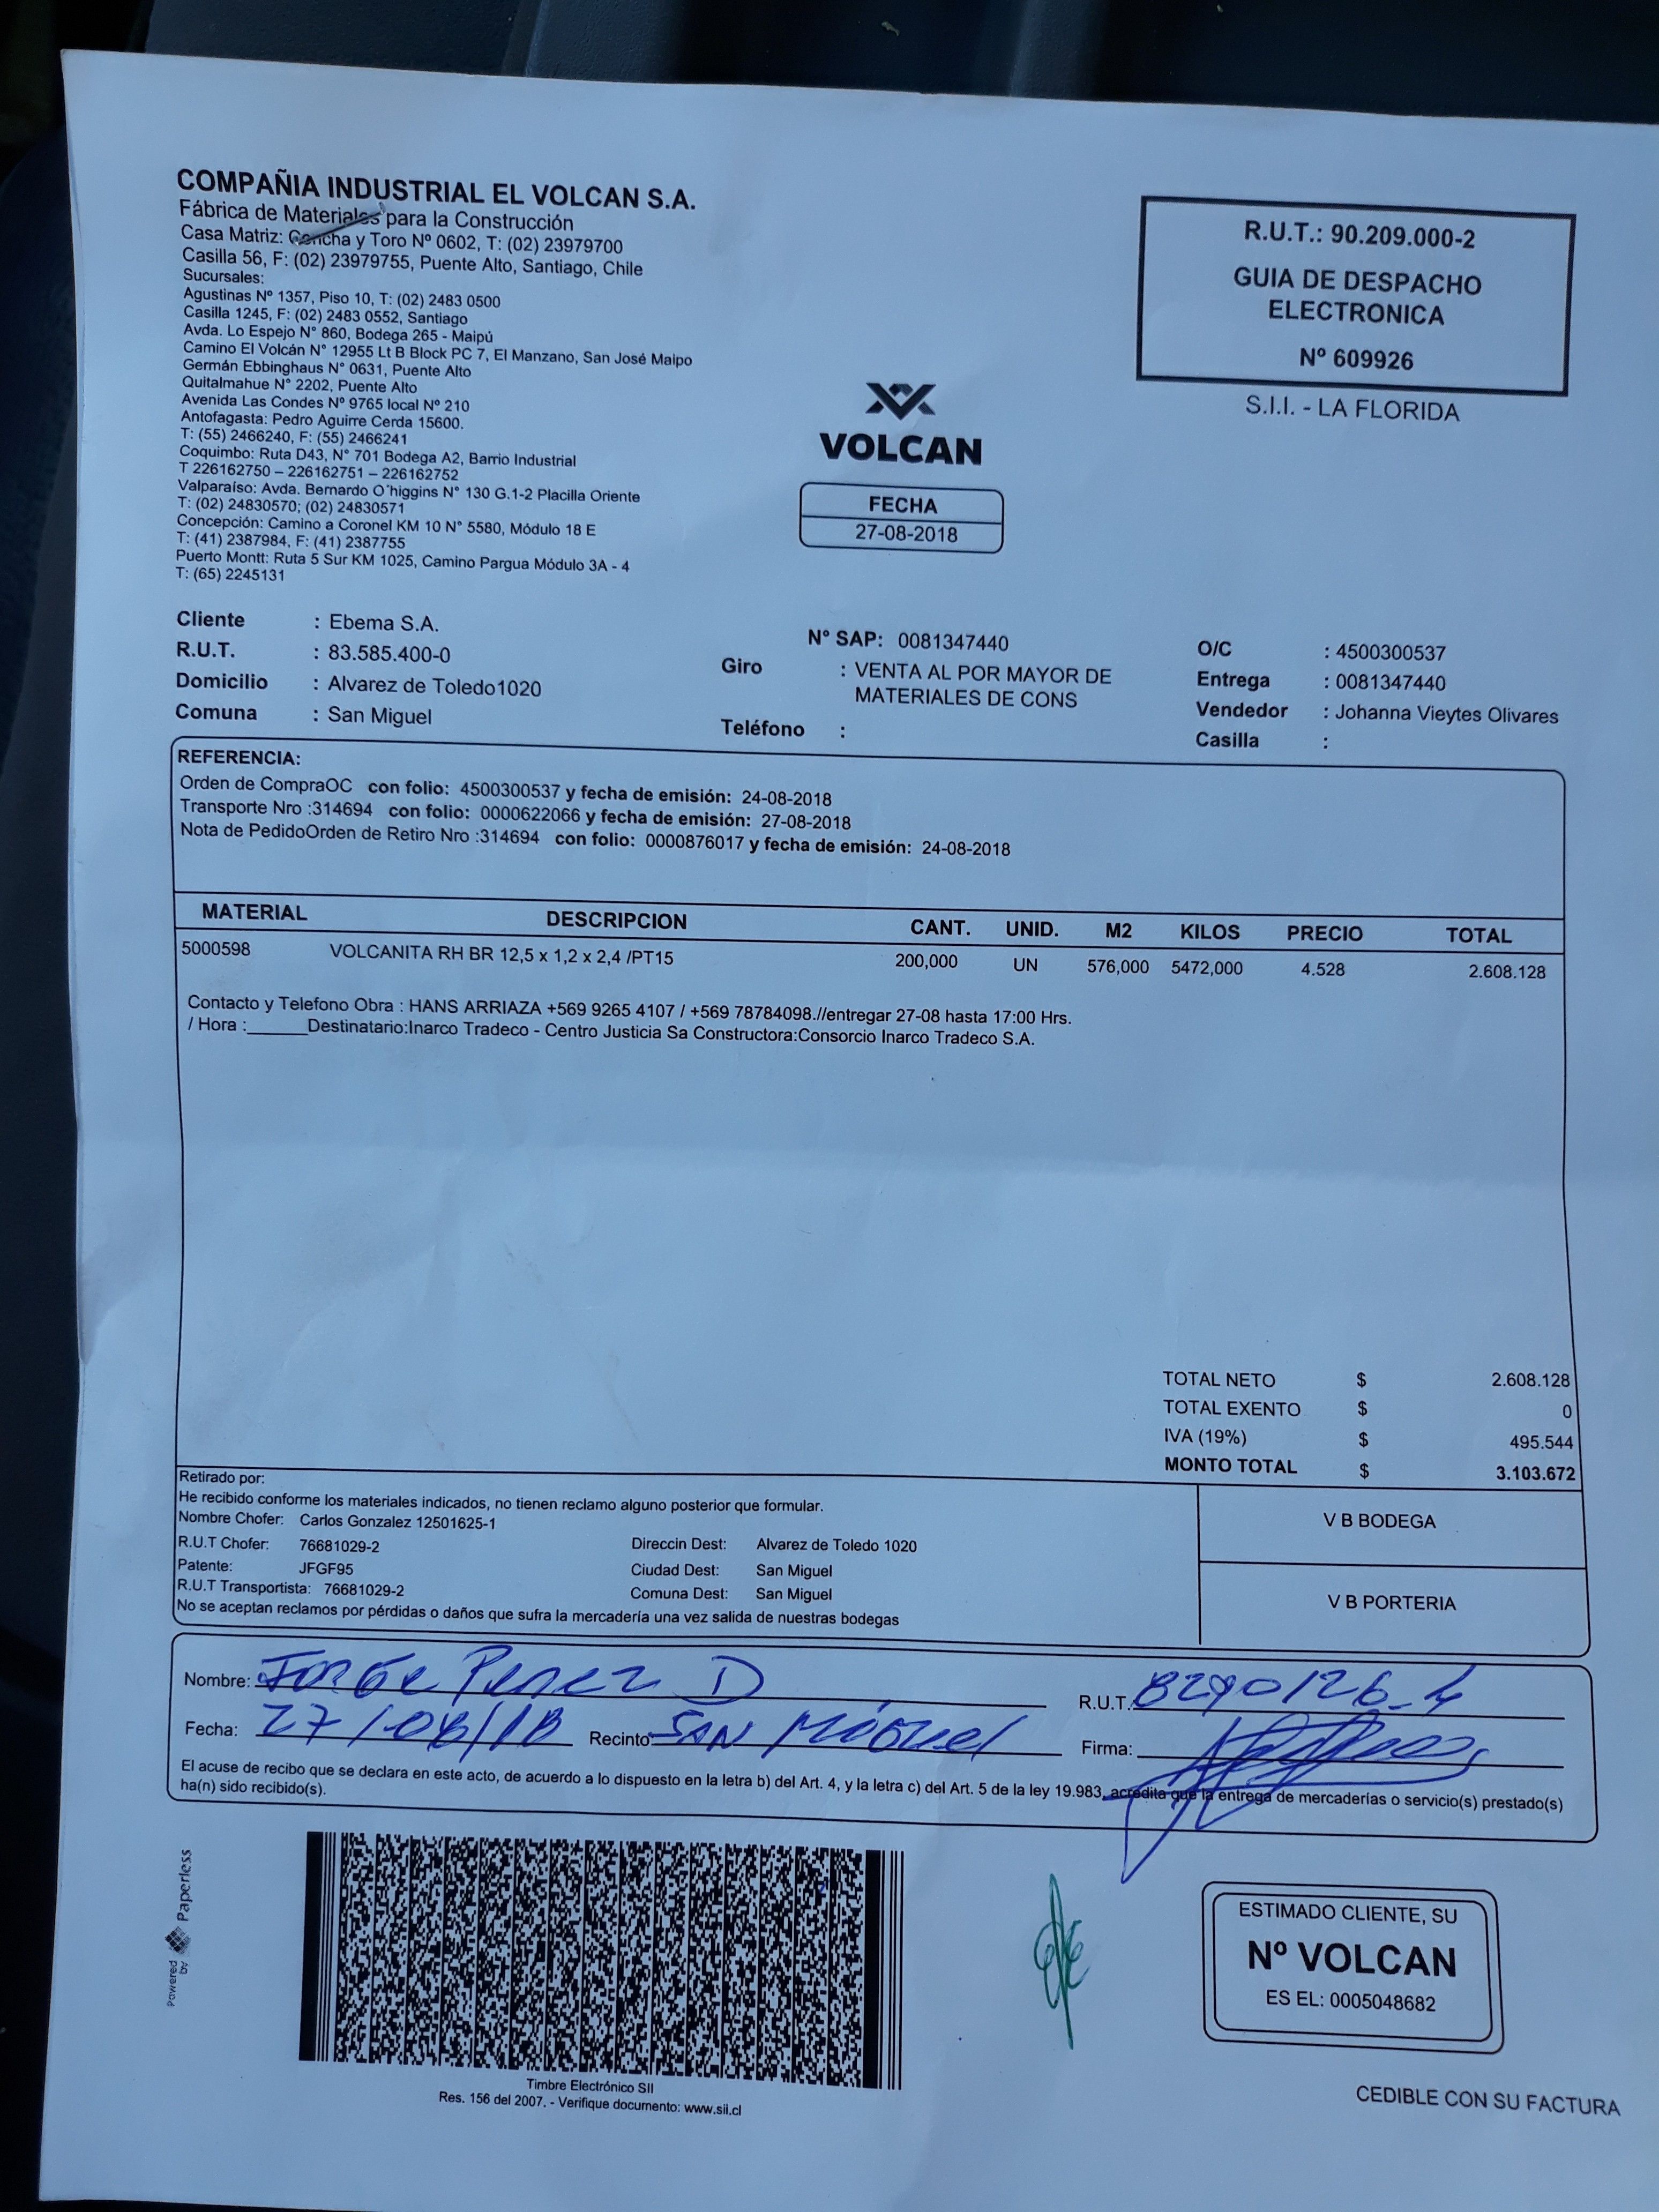 COMPAÑIA INDUSTRIAL EL VOLCAN S.A.
Fábrica de Materiales para la Construcción
Casa Matriz: Concha y Toro Nº 0602, T: (02) 23979700
Casilla 56, F: (02) 23979755, Puente Alto, Santiago, Chile
Sucursales:
Agustinas Nº 1357, Piso 10, T: (02) 2483 0500
Casilla 1245, F: (02) 2483 0552, Santiago
Avda. Lo Espejo N° 860, Bodega 265 - Maipú
Camino El Volcán N° 12955 Lt B Block PC 7, El Manzano, San José Maipo
Germán Ebbinghaus N° 0631, Puente Alto
Quitalmahue N° 2202, Puente Alto
Avenida Las Condes Nº 9765 local Nº 210
Antofagasta: Pedro Aguirre Cerda 15600.
T: (55) 2466240, F: (55) 2466241
Coquimbo: Ruta D43, N° 701 Bodega A2, Barrio Industrial
T 226162750 – 226162751 – 226162752
Valparaíso: Avda. Bernardo O´higgins N° 130 G.1-2 Placilla Oriente
T: (02) 24830570; (02) 24830571
Concepción: Camino a Coronel KM 10 N° 5580, Módulo 18 E
T: (41) 2387984, F: (41) 2387755
Puerto Montt: Ruta 5 Sur KM 1025, Camino Pargua Módulo 3A - 4
T: (65) 2245131
VOLCAN
FECHA
27-08-2018
R.U.T.: 90.209.000-2
GUIA DE DESPACHO
ELECTRONICA
Nº 609926
S.I.I. - LA FLORIDA
Cliente : Ebema S.A.
R.U.T. : 83.585.400-0
Domicilio : Alvarez de Toledo1020
Comuna : San Miguel
N° SAP: 0081347440
Giro : VENTA AL POR MAYOR DE
MATERIALES DE CONS
Teléfono :
O/C : 4500300537
Entrega : 0081347440
Vendedor : Johanna Vieytes Olivares
Casilla :
REFERENCIA:
Orden de CompraOC con folio: 4500300537 y fecha de emisión: 24-08-2018
Transporte Nro :314694 con folio: 0000622066 y fecha de emisión: 27-08-2018
Nota de PedidoOrden de Retiro Nro :314694 con folio: 0000876017 y fecha de emisión: 24-08-2018
MATERIAL DESCRIPCION CANT. UNID. M2 KILOS PRECIO TOTAL
5000598 VOLCANITA RH BR 12,5 x 1,2 x 2,4 /PT15 200,000 UN 576,000 5472,000 4.528 2.608.128
Contacto y Telefono Obra : HANS ARRIAZA +569 9265 4107 / +569 78784098.//entregar 27-08 hasta 17:00 Hrs.
/ Hora :______Destinatario:Inarco Tradeco - Centro Justicia Sa Constructora:Consorcio Inarco Tradeco S.A.
TOTAL NETO $ 2.608.128
TOTAL EXENTO $ 0
IVA (19%) $ 495.544
MONTO TOTAL $ 3.103.672
Retirado por:
He recibido conforme los materiales indicados, no tienen reclamo alguno posterior que formular.
Nombre Chofer: Carlos Gonzalez 12501625-1
R.U.T Chofer: 76681029-2 Direccin Dest: Alvarez de Toledo 1020
Patente: JFGF95 Ciudad Dest: San Miguel
R.U.T Transportista: 76681029-2 Comuna Dest: San Miguel
No se aceptan reclamos por pérdidas o daños que sufra la mercadería una vez salida de nuestras bodegas
V B BODEGA
V B PORTERIA
Nombre: Jorge Perez D R.U.T. 8290126-4
Fecha: 27/08/18 Recinto: SAN Miguel Firma:
El acuse de recibo que se declara en este acto, de acuerdo a lo dispuesto en la letra b) del Art. 4, y la letra c) del Art. 5 de la ley 19.983, acredita que la entrega de mercaderías o servicio(s) prestado(s)
ha(n) sido recibido(s).
Powered by Paperless
Timbre Electrónico SII
Res. 156 del 2007. - Verifique documento: www.sii.cl
ESTIMADO CLIENTE, SU
Nº VOLCAN
ES EL: 0005048682
CEDIBLE CON SU FACTURA